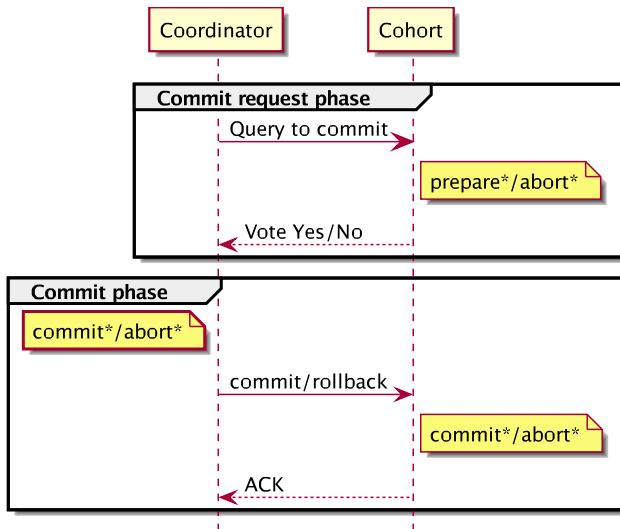 Coordinator
Cohort
Commit request phase
Query to commit
prepare*/abort*
Vote Yes/No
Commit phase
commit*/abort*
commit/rollback
commit*/abort*
ACK